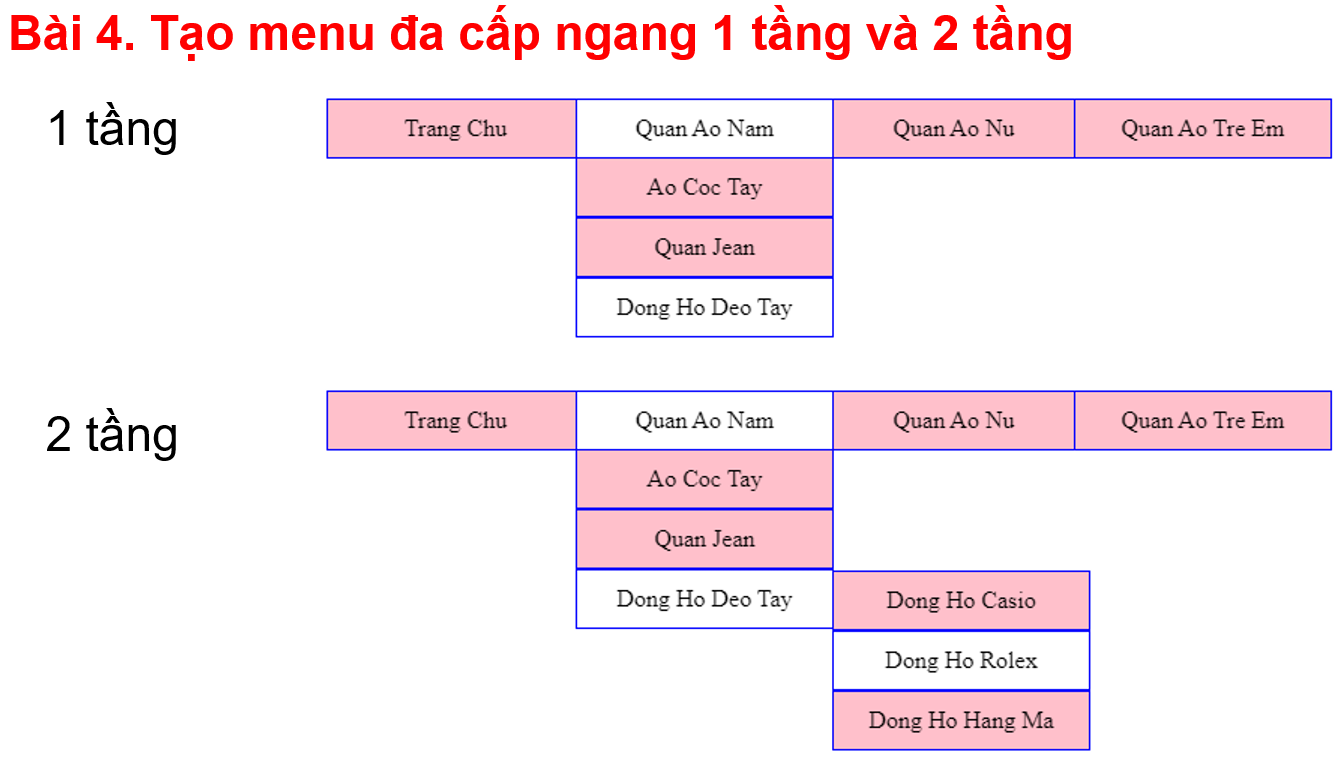 Bài 4. Tạo menu đa cấp ngang 1 tầng và 2 tầng
1 tầng
Trang Chu Quan Ao Nam Quan Ao Nu Quan Ao Tre Em
Ao Coc Tay
Quan Jean
Dong Ho Deo Tay
2 tầng
Trang Chu Quan Ao Nam Quan Ao Nu Quan Ao Tre Em
Ao Coc Tay
Quan Jean
Dong Ho Deo Tay Dong Ho Casio
Dong Ho Rolex
Dong Ho Hang Ma